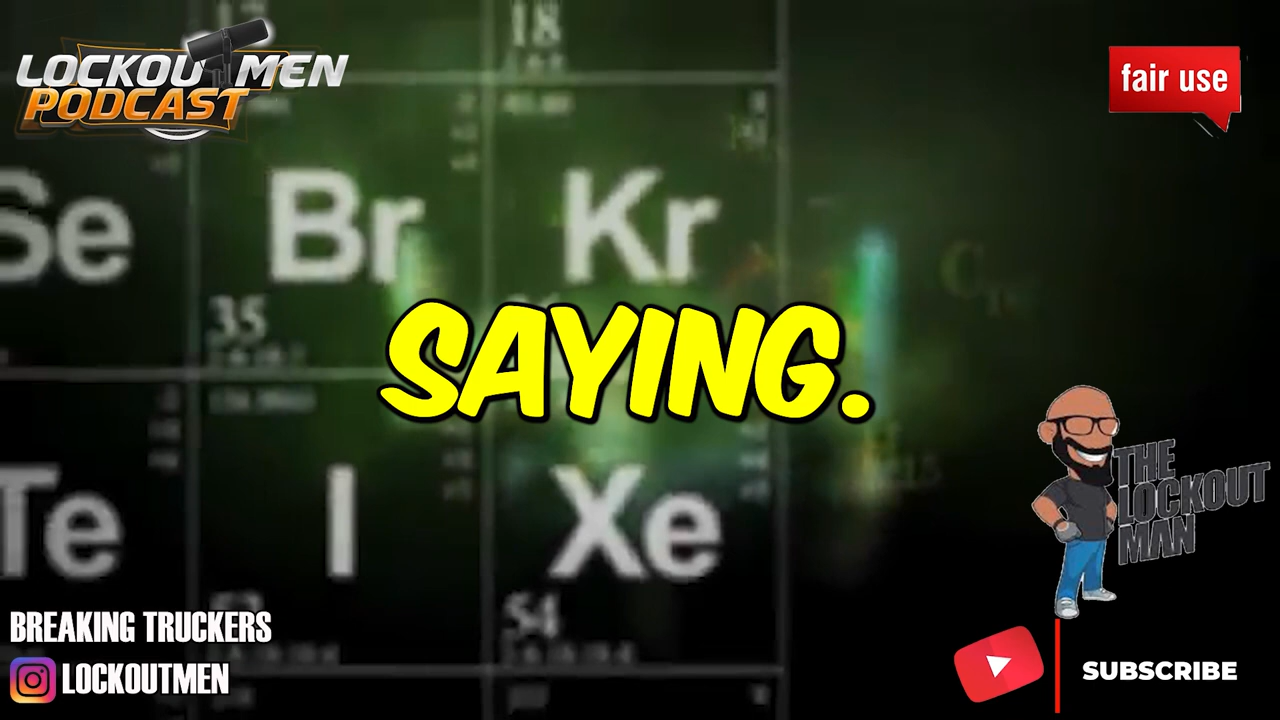 LOCKOUTMEN
PODCAST
fair use
18
Se Br Kr
35
SAYING.
Te I Xe
54
THE
LOCKOUT
MAN
BREAKING TRUCKERS
LOCKOUTMEN
SUBSCRIBE